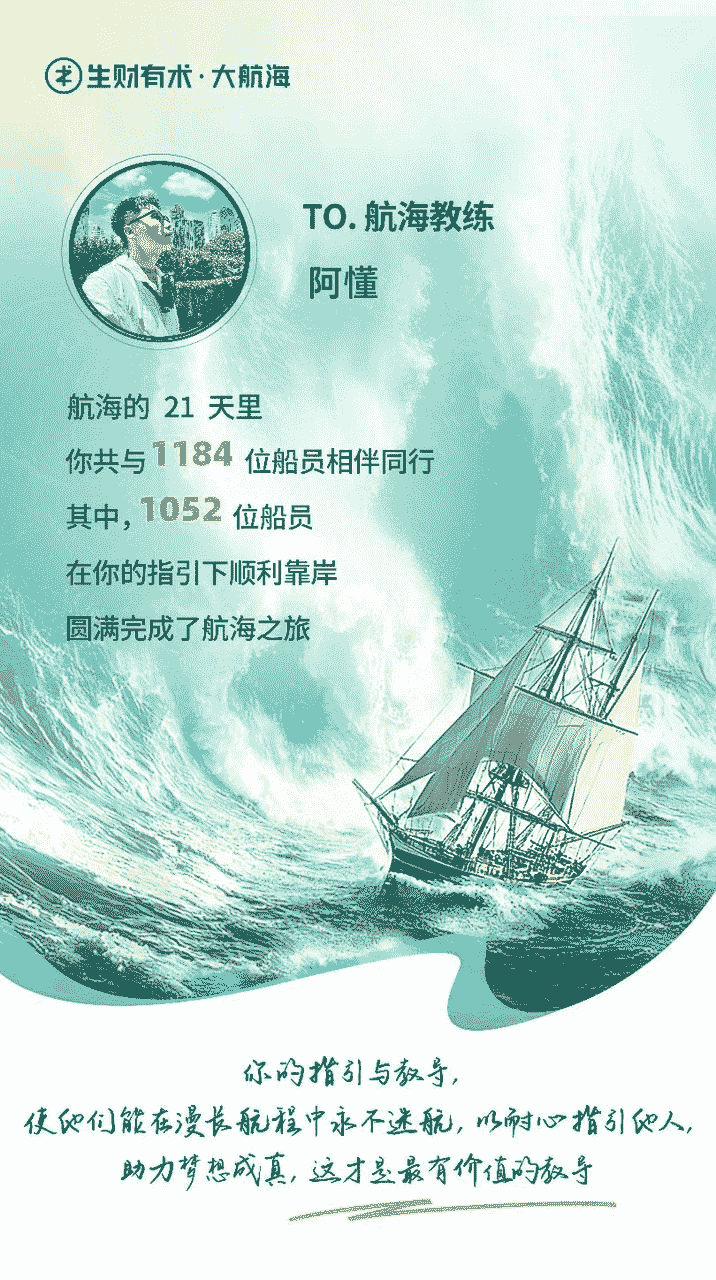 生财有术·大航海
TO.航海教练
阿懂
航海的 21 天里
你共与1184 位船员相伴同行
其中，1052 位船员
在你的指引下顺利靠岸
圆满完成了航海之旅
你的指引与教导，
使他们能在漫长航程中永不迷航，以耐心指引他人，
助力梦想成真，这才是最有价值的教导